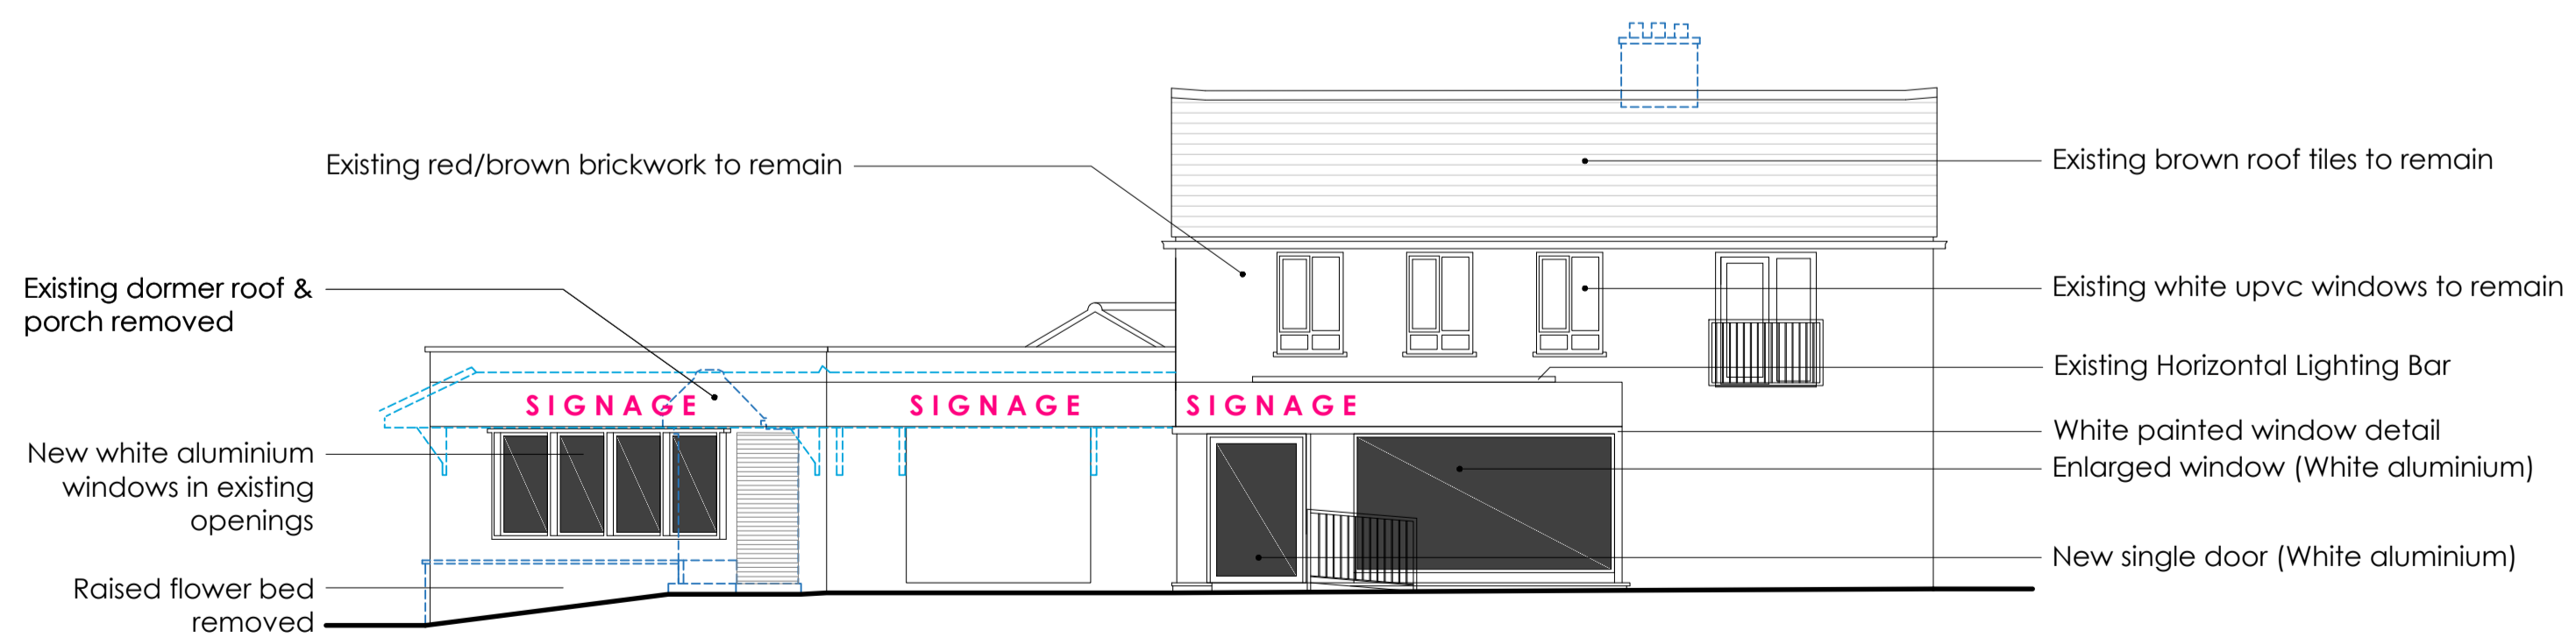 Existing red/brown brickwork to remain
Existing dormer roof &
porch removed
New white aluminium
windows in existing
openings
Raised flower bed
removed
SIGNAGE
SIGNAGE
SIGNAGE
Existing brown roof tiles to remain
Existing white upvc windows to remain
Existing Horizontal Lighting Bar
White painted window detail
Enlarged window (White aluminium)
New single door (White aluminium)